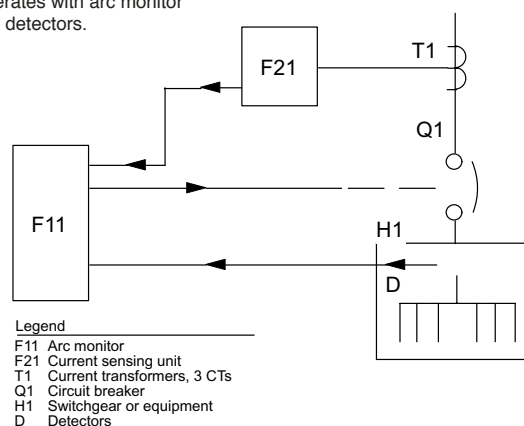 erates with arc monitor
detectors.
T1
F21
Q1
F11
H1
D
Legend
F11 Arc monitor
F21 Current sensing unit
T1 Current transformers, 3 CTs
Q1 Circuit breaker
H1 Switchgear or equipment
D Detectors